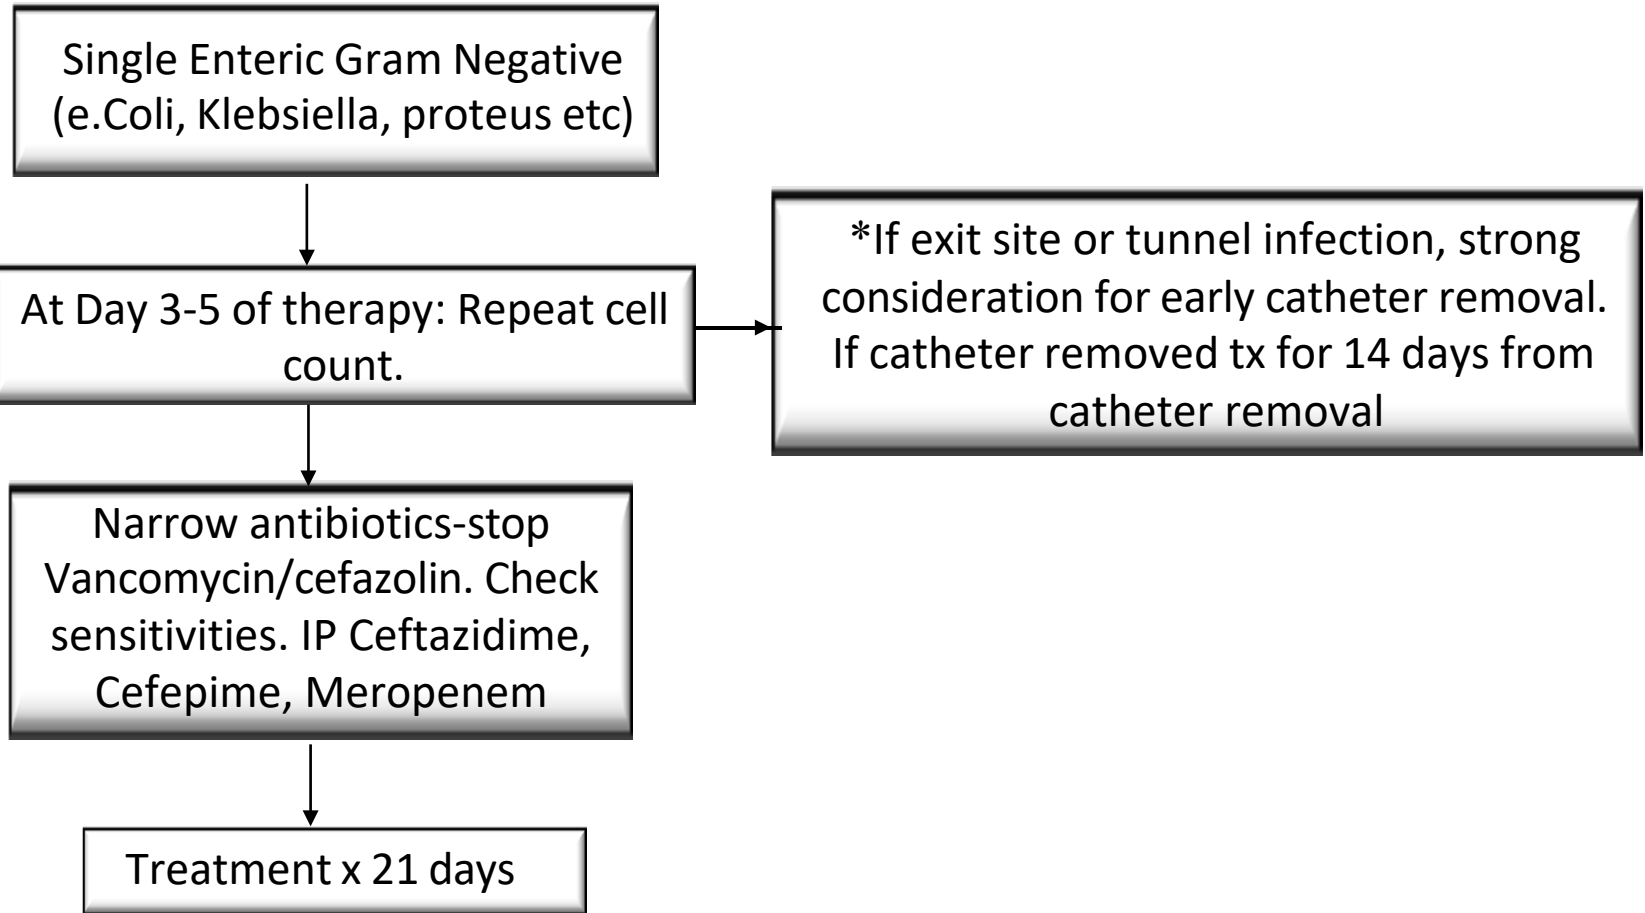 Single Enteric Gram Negative
(e.Coli, Klebsiella, proteus etc)
At Day 3-5 of therapy: Repeat cell
count.
*If exit site or tunnel infection, strong
consideration for early catheter removal.
If catheter removed tx for 14 days from
catheter removal
Narrow antibiotics-stop
Vancomycin/cefazolin. Check
sensitivities. IP Ceftazidime,
Cefepime, Meropenem
Treatment x 21 days